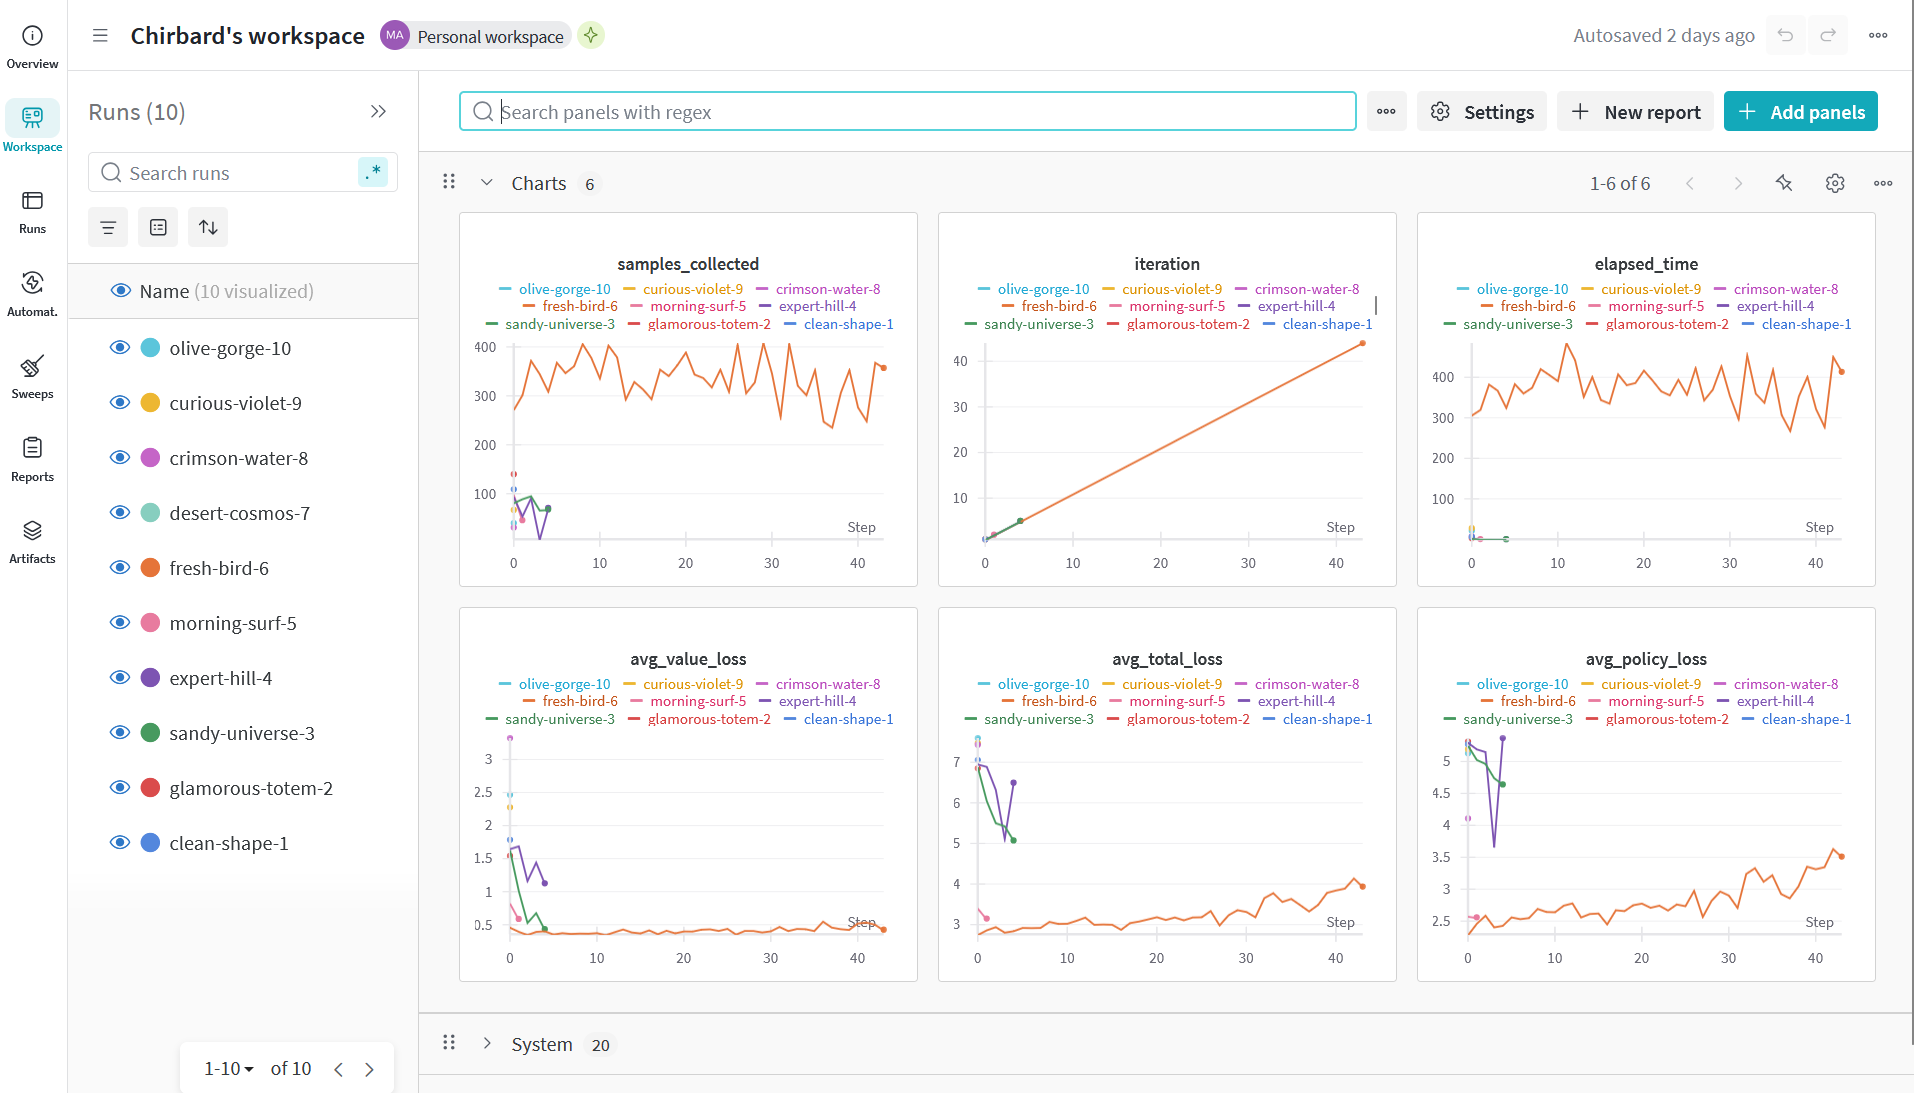 Chirbard's workspace
MA
Personal workspace
Autosaved 2 days ago
Overview
Workspace
Runs
Automat.
Sweeps
Reports
Artifacts
Runs (10)
Search runs
.*
Name (10 visualized)
olive-gorge-10
curious-violet-9
crimson-water-8
desert-cosmos-7
fresh-bird-6
morning-surf-5
expert-hill-4
sandy-universe-3
glamorous-totem-2
clean-shape-1
1-10 of 10
Search panels with regex
Settings
New report
Add panels
Charts 6
1-6 of 6
samples_collected
olive-gorge-10 curious-violet-9 crimson-water-8
fresh-bird-6 morning-surf-5 expert-hill-4
sandy-universe-3 glamorous-totem-2 clean-shape-1
400
300
200
100
Step
0 10 20 30 40
iteration
olive-gorge-10 curious-violet-9 crimson-water-8
fresh-bird-6 morning-surf-5 expert-hill-4
sandy-universe-3 glamorous-totem-2 clean-shape-1
40
30
20
10
Step
0 10 20 30 40
elapsed_time
olive-gorge-10 curious-violet-9 crimson-water-8
fresh-bird-6 morning-surf-5 expert-hill-4
sandy-universe-3 glamorous-totem-2 clean-shape-1
400
300
200
100
Step
0 10 20 30 40
avg_value_loss
olive-gorge-10 curious-violet-9 crimson-water-8
fresh-bird-6 morning-surf-5 expert-hill-4
sandy-universe-3 glamorous-totem-2 clean-shape-1
3
2.5
2
1.5
1
0.5
Step
0 10 20 30 40
avg_total_loss
olive-gorge-10 curious-violet-9 crimson-water-8
fresh-bird-6 morning-surf-5 expert-hill-4
sandy-universe-3 glamorous-totem-2 clean-shape-1
7
6
5
4
3
Step
0 10 20 30 40
avg_policy_loss
olive-gorge-10 curious-violet-9 crimson-water-8
fresh-bird-6 morning-surf-5 expert-hill-4
sandy-universe-3 glamorous-totem-2 clean-shape-1
5
4.5
4
3.5
3
2.5
Step
0 10 20 30 40
System 20